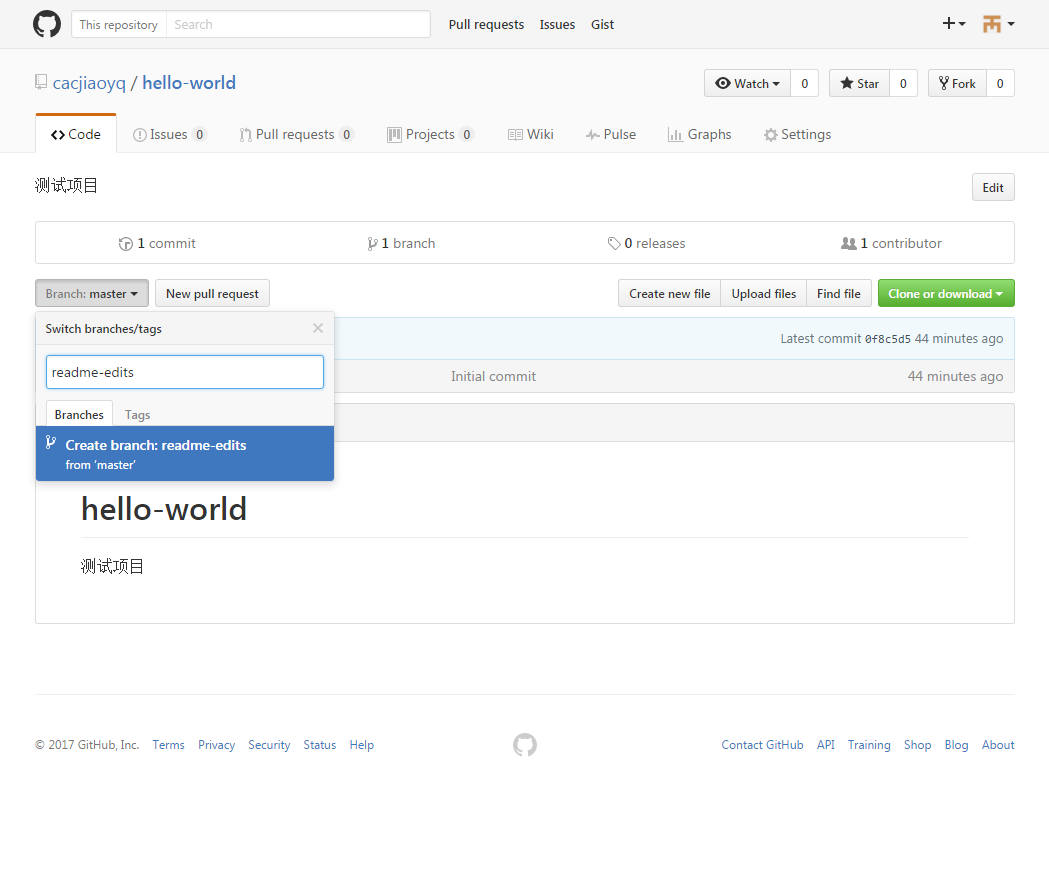 This repository Search Pull requests Issues Gist
cacjiaoyq / hello-world Watch 0 Star 0 Fork 0
Code Issues 0 Pull requests 0 Projects 0 Wiki Pulse Graphs Settings
测试项目 Edit
1 commit 1 branch 0 releases 1 contributor
Branch: master New pull request Create new file Upload files Find file Clone or download
Switch branches/tags
Latest commit 0f8c5d5 44 minutes ago
readme-edits
Initial commit 44 minutes ago
Branches Tags
Create branch: readme-edits
from 'master'
hello-world
测试项目
© 2017 GitHub, Inc. Terms Privacy Security Status Help Contact GitHub API Training Shop Blog About